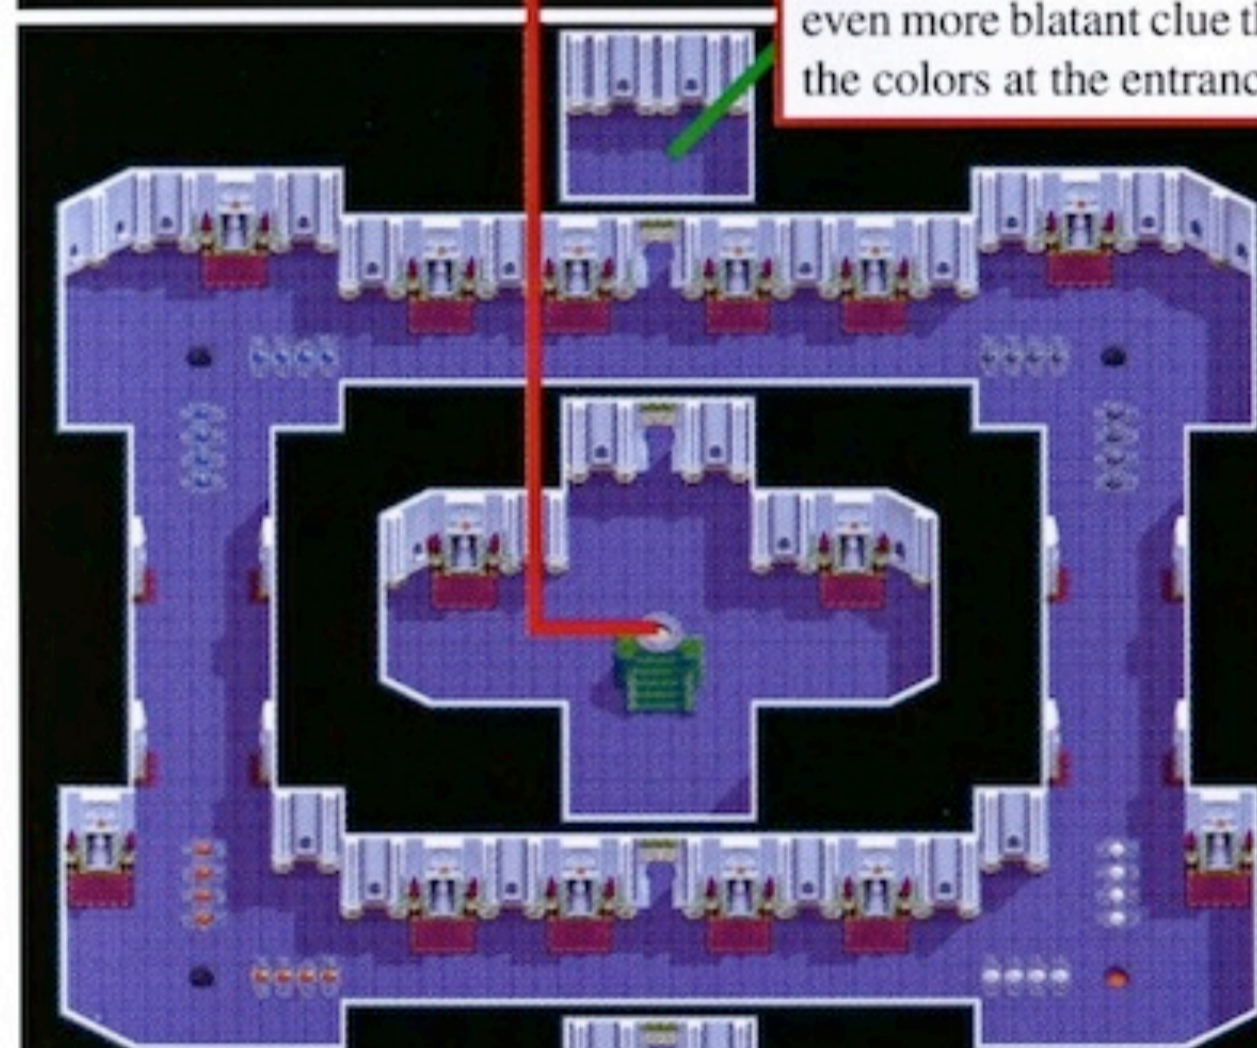 even more blatant clue
the colors at the